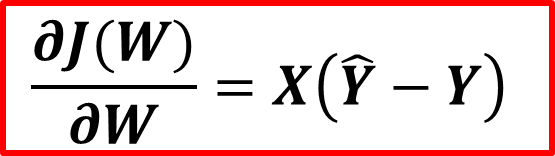 ∂J(W)/∂W = X(Ŷ − Y)